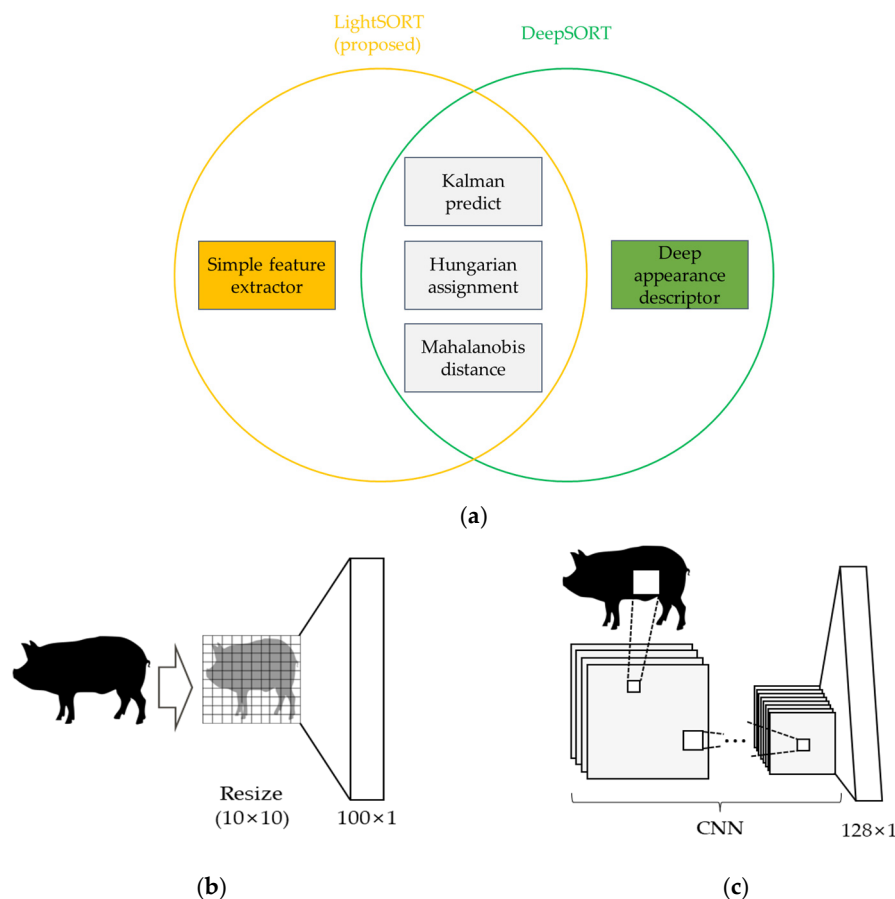 LightSORT
(proposed)
DeepSORT
Kalman
predict
Simple feature
extractor
Hungarian
assignment
Deep
appearance
descriptor
Mahalanobis
distance
(a)
Resize
(10×10)
100×1
CNN
128×1
(b)
(c)